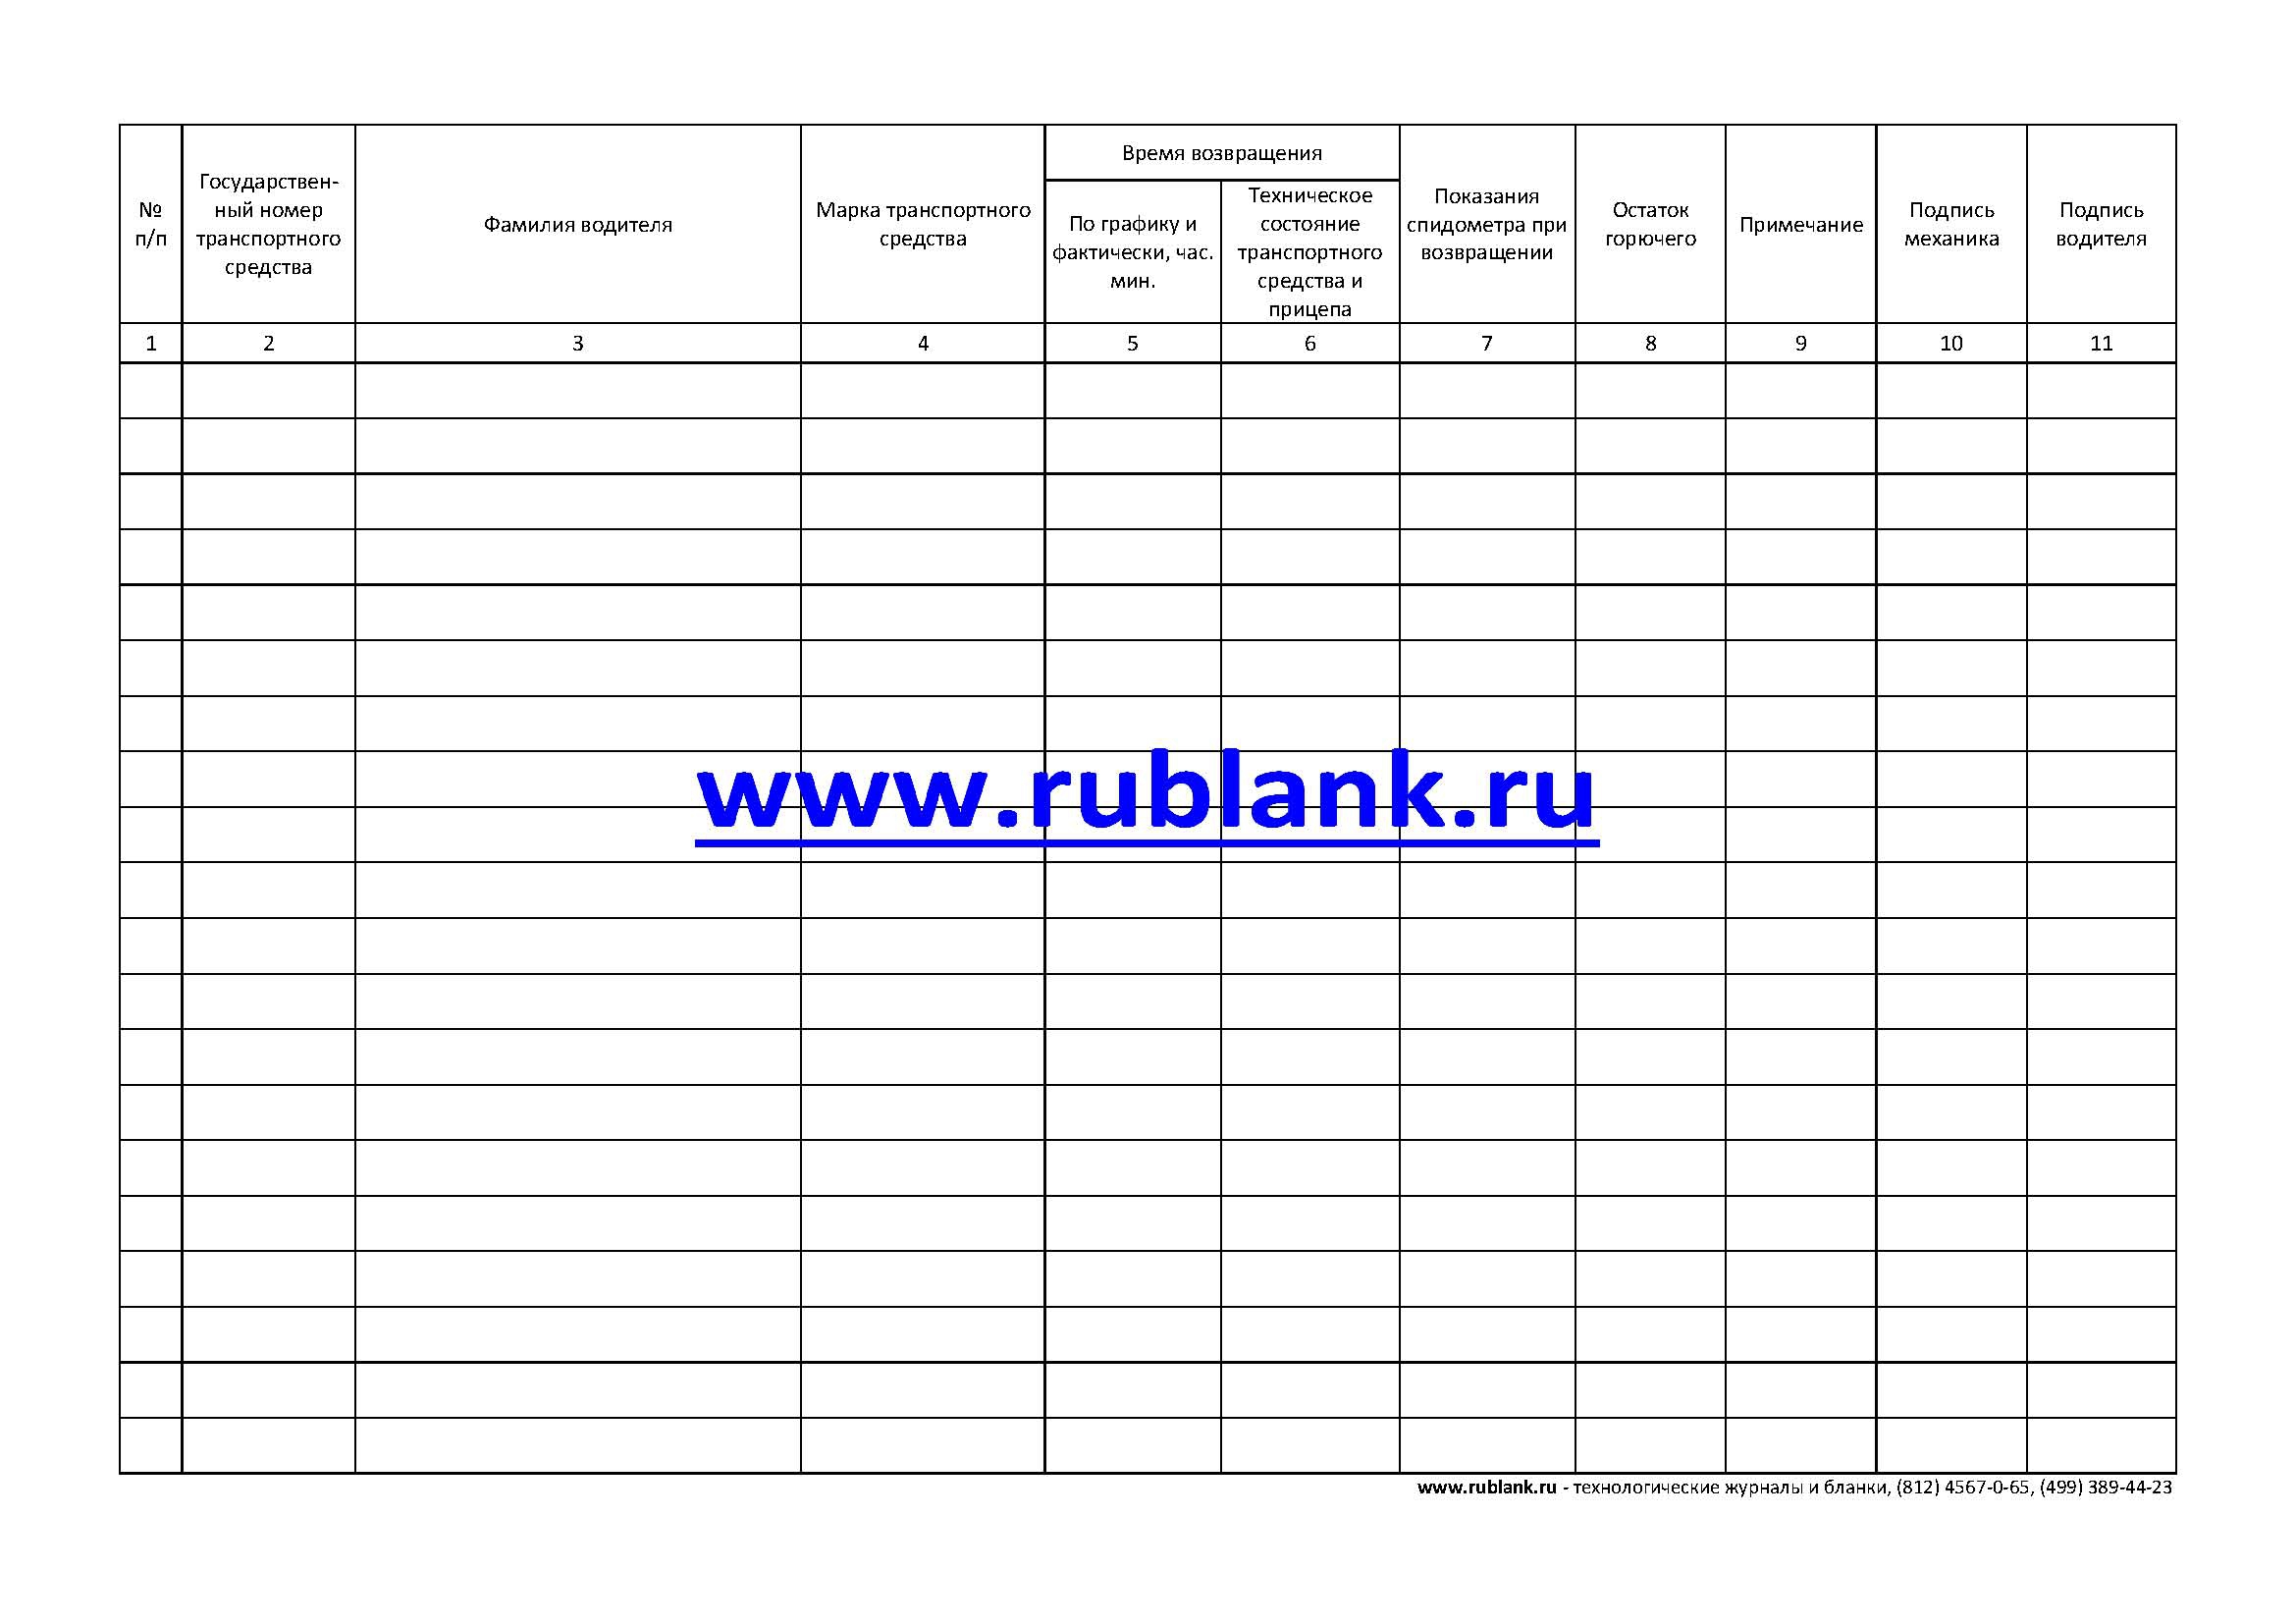 №
п/п
Государствен-
ный номер
транспортного
средства
Фамилия водителя
Марка транспортного
средства
Время возвращения
По графику и
фактически, час.
мин.
Техническое
состояние
транспортного
средства и
прицепа
Показания
спидометра при
возвращении
Остаток
горючего
Примечание
Подпись
механика
Подпись
водителя
1 2 3 4 5 6 7 8 9 10 11
www.rublank.ru
www.rublank.ru - технологические журналы и бланки, (812) 4567-0-65, (499) 389-44-23